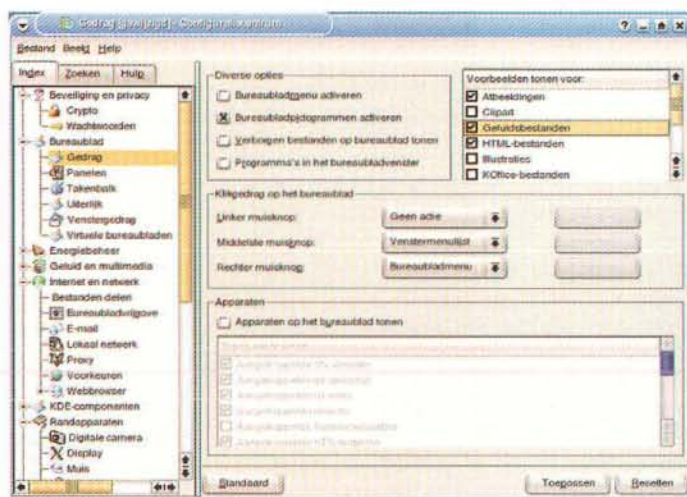 Gedrag [gewijzigd] - Configuratiecentrum
Bestand Beeld Help
Index Zoeken Hulp
Beveiliging en privacy
Crypto
Wachtwoorden
Bureaublad
Gedrag
Panelen
Takenbalk
Uiterlijk
Venstergedrag
Virtuele bureaubladen
Energiebeheer
Geluid en multimedia
Internet en netwerk
Bestanden delen
Bureaubladvrijgave
E-mail
Lokaal netwerk
Proxy
Voorkeuren
Webbrowser
KDE-componenten
Randapparaten
Digitale camera
Display
Muis
Diverse opties
Bureaubladmenu activeren
Bureaubladpictogrammen activeren
Verborgen bestanden op bureaublad tonen
Programma's in het bureaubladvenster
Voorbeelden tonen voor:
Afbeeldingen
Clipart
Geluidsbestanden
HTML-bestanden
Illustraties
KOffice-bestanden
Klikgedrag op het bureaublad
Linker muisknop: Geen actie
Middelste muisknop: Venstermenulijst
Rechter muisknop: Bureaubladmenu
Apparaten
Apparaten op het bureaublad tonen
Standaard Toepassen Resetten